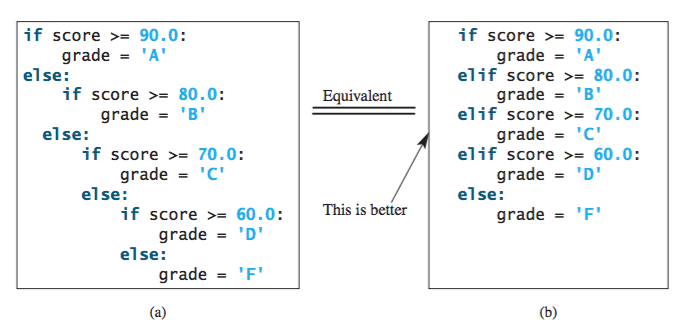 if score >= 90.0:
    grade = 'A'
else:
    if score >= 80.0:
        grade = 'B'
  else:
      if score >= 70.0:
          grade = 'C'
      else:
          if score >= 60.0:
              grade = 'D'
          else:
              grade = 'F'
(a)
Equivalent
This is better
if score >= 90.0:
    grade = 'A'
elif score >= 80.0:
    grade = 'B'
elif score >= 70.0:
    grade = 'C'
elif score >= 60.0:
    grade = 'D'
else:
    grade = 'F'
(b)